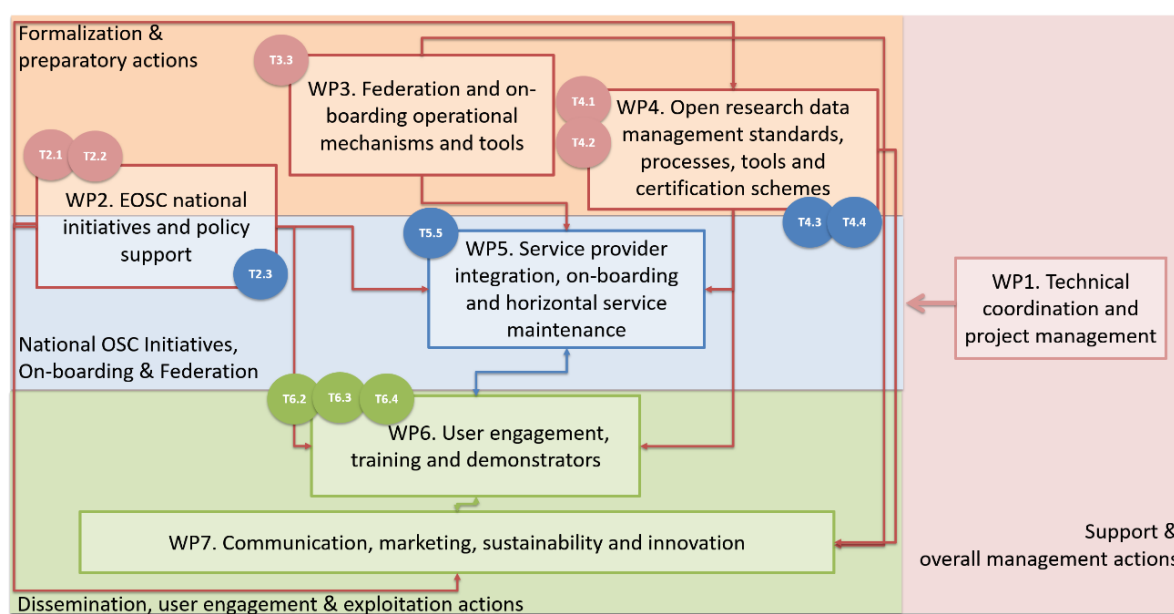 Formalization &
preparatory actions
T3.3
WP3. Federation and on-
boarding operational
mechanisms and tools
T4.1
T4.2
WP4. Open research data
management standards,
processes, tools and
certification schemes
T4.3
T4.4
T2.1
T2.2
WP2. EOSC national
initiatives and policy
support
T2.3
T5.5
WP5. Service provider
integration, on-boarding
and horizontal service
maintenance
WP1. Technical
coordination and
project management
National OSC Initiatives,
On-boarding & Federation
T6.2
T6.3
T6.4
WP6. User engagement,
training and demonstrators
WP7. Communication, marketing, sustainability and innovation
Support &
overall management actions
Dissemination, user engagement & exploitation actions